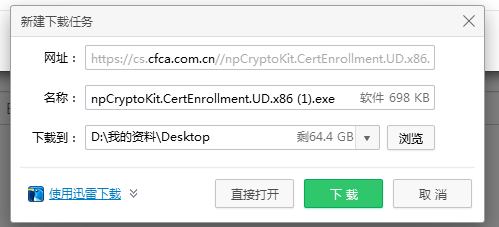 新建下载任务
网址： https://cs.cfca.com.cn//npCryptoKit.CertEnrollment.UD.x86.
名称： npCryptoKit.CertEnrollment.UD.x86 (1).exe 软件 698 KB
下载到： D:\我的资料\Desktop 剩64.4 GB 浏览
使用迅雷下载 直接打开 下载 取消